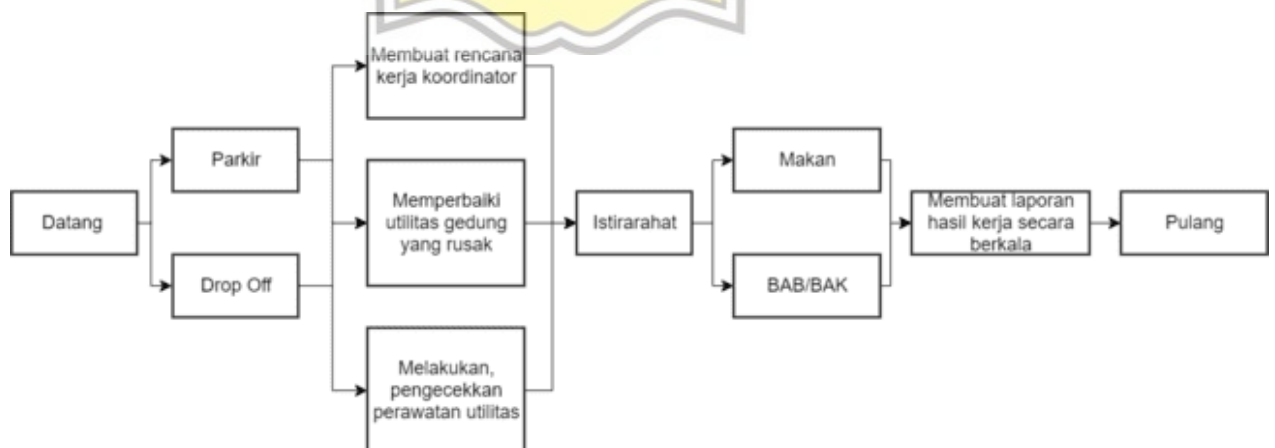 Membuat rencana
kerja koordinator
Parkir
Makan
Datang
Memperbaiki
utilitas gedung
yang rusak
Istirarahat
Membuat laporan
hasil kerja secara
berkala
Pulang
Drop Off
BAB/BAK
Melakukan,
pengecekkan
perawatan utilitas